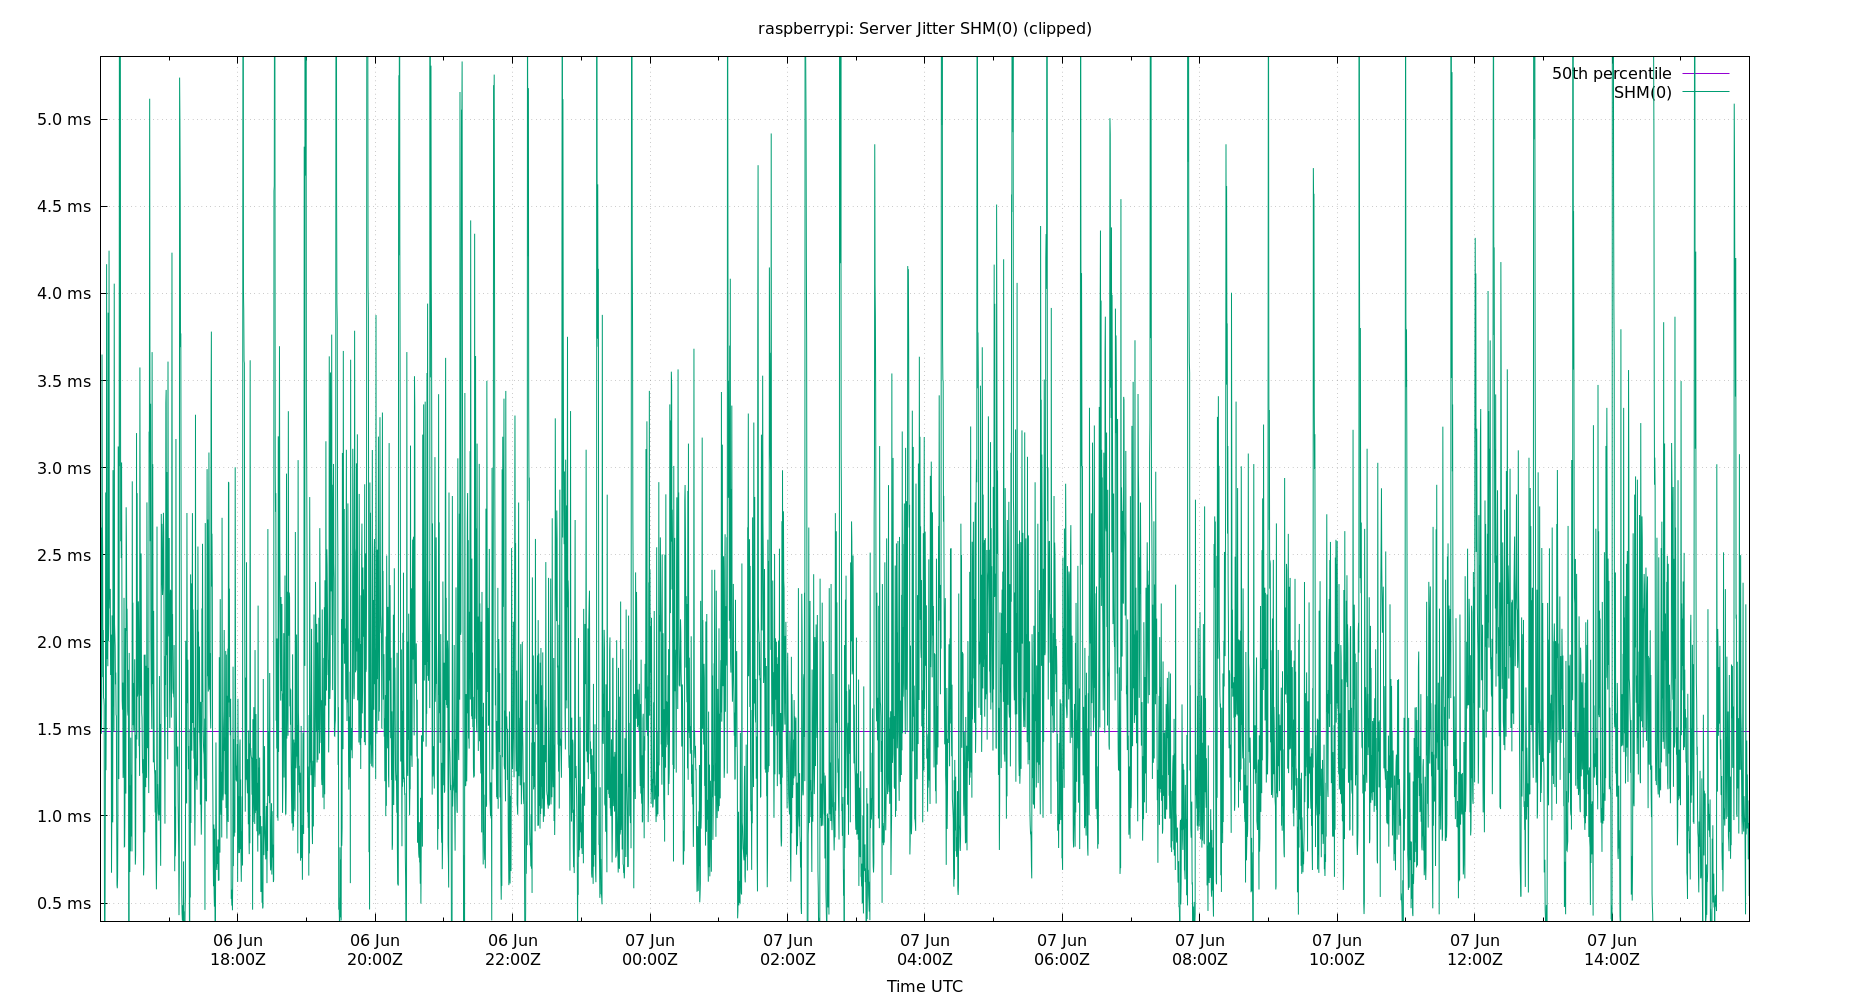 raspberrypi: Server Jitter SHM(0) (clipped)
50th percentile
SHM(0)
5.0 ms
4.5 ms
4.0 ms
3.5 ms
3.0 ms
2.5 ms
2.0 ms
1.5 ms
1.0 ms
0.5 ms
06 Jun 06 Jun 06 Jun 07 Jun 07 Jun 07 Jun 07 Jun 07 Jun 07 Jun 07 Jun 07 Jun
18:00Z 20:00Z 22:00Z 00:00Z 02:00Z 04:00Z 06:00Z 08:00Z 10:00Z 12:00Z 14:00Z
Time UTC